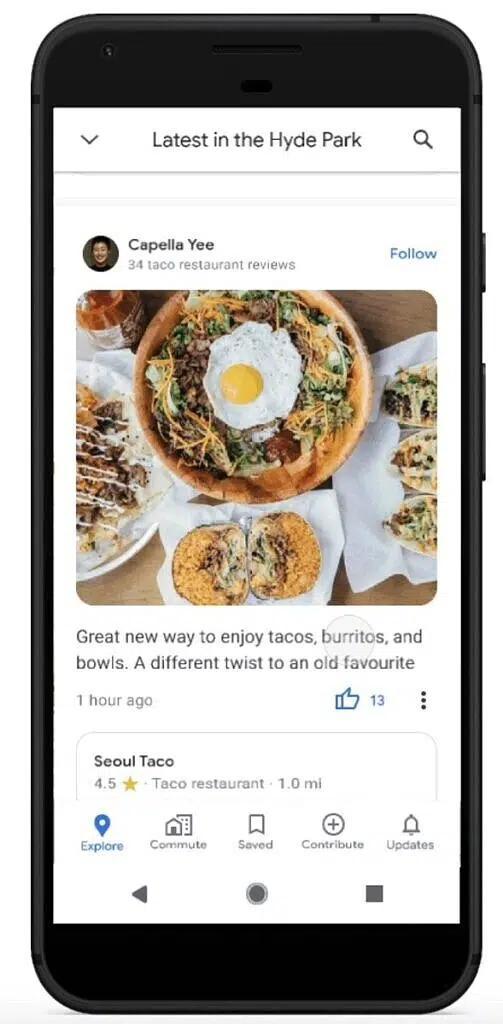 Latest in the Hyde Park
Capella Yee
34 taco restaurant reviews
Follow
Great new way to enjoy tacos, burritos, and
bowls. A different twist to an old favourite
1 hour ago
13
Seoul Taco
4.5 ★ · Taco restaurant · 1.0 mi
Explore
Commute
Saved
Contribute
Updates